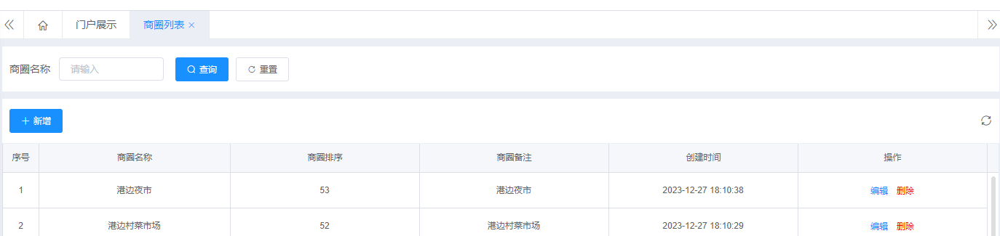 门户展示 商圈列表
商圈名称 请输入 查询 重置
新增
序号 商圈名称 商圈排序 商圈备注 创建时间 操作
1 港边夜市 53 港边夜市 2023-12-27 18:10:38 编辑 删除
2 港边村菜市场 52 港边村菜市场 2023-12-27 18:10:29 编辑 删除